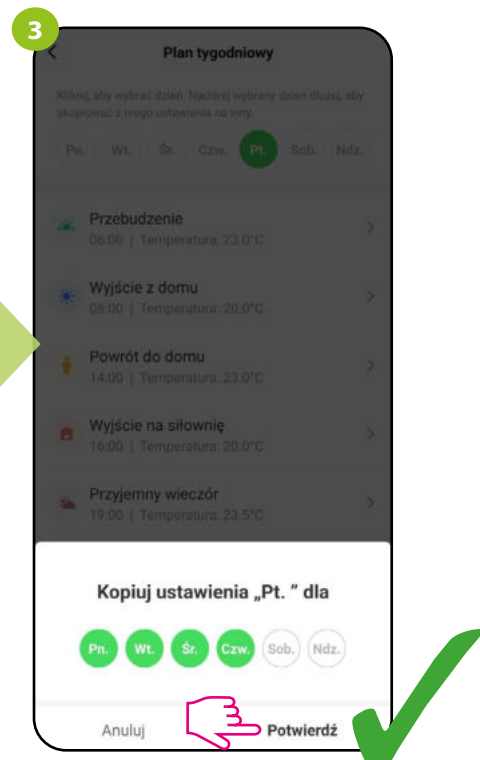 3
Plan tygodniowy
Kliknij, aby wybrać dzień. Naciśnij wybrany dzień dłużej, aby
skopiować z niego ustawienia na inny.
Pn. Wt. Śr. Czw. Pt. Sob. Ndz.
Przebudzenie
06:00 | Temperatura: 23.0°C
Wyjście z domu
08:00 | Temperatura: 20.0°C
Powrót do domu
14:00 | Temperatura: 23.0°C
Wyjście na siłownię
16:00 | Temperatura: 20.0°C
Przyjemny wieczór
19:00 | Temperatura: 23.5°C
Kopiuj ustawienia „Pt. ” dla
Pn. Wt. Śr. Czw. Sob. Ndz.
Anuluj Potwierdź